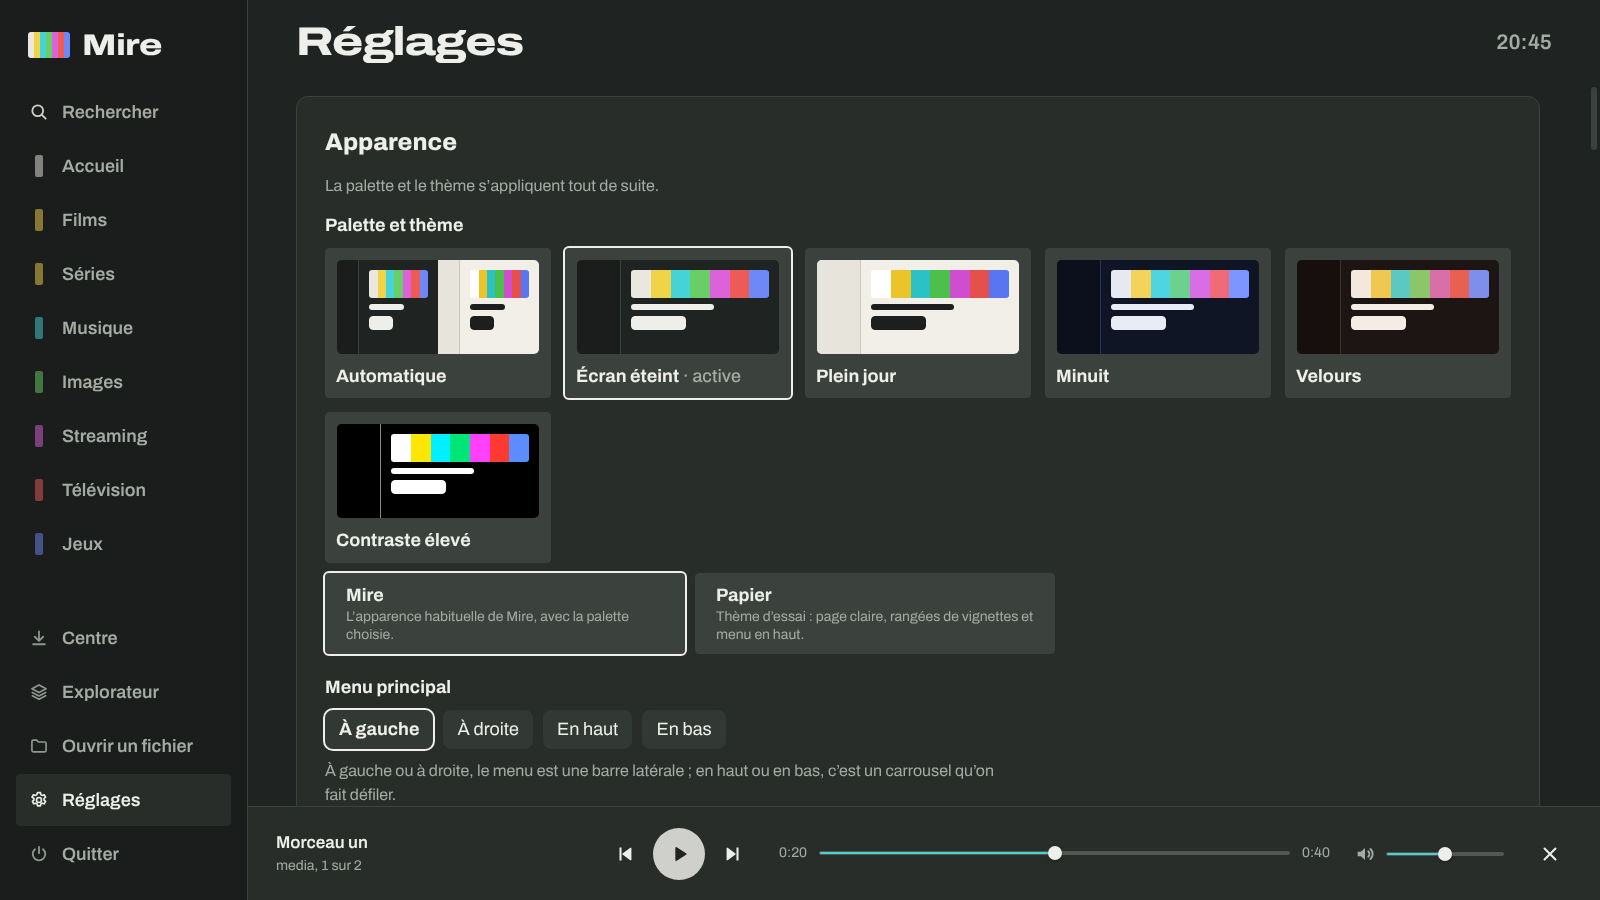 Mire
Réglages
20:45
Rechercher
Accueil
Films
Séries
Musique
Images
Streaming
Télévision
Jeux
Centre
Explorateur
Ouvrir un fichier
Réglages
Quitter
Apparence
La palette et le thème s’appliquent tout de suite.
Palette et thème
Automatique
Écran éteint · active
Plein jour
Minuit
Velours
Contraste élevé
Mire
L’apparence habituelle de Mire, avec la palette
choisie.
Papier
Thème d’essai : page claire, rangées de vignettes et
menu en haut.
Menu principal
À gauche
À droite
En haut
En bas
À gauche ou à droite, le menu est une barre latérale ; en haut ou en bas, c’est un carrousel qu’on
fait défiler.
Morceau un
media, 1 sur 2
0:20
0:40